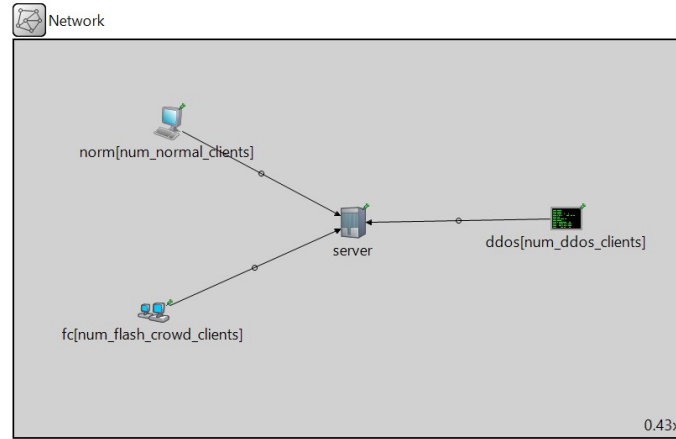 Network
norm[num_normal_clients]
server
ddos[num_ddos_clients]
fc[num_flash_crowd_clients]
0.43x